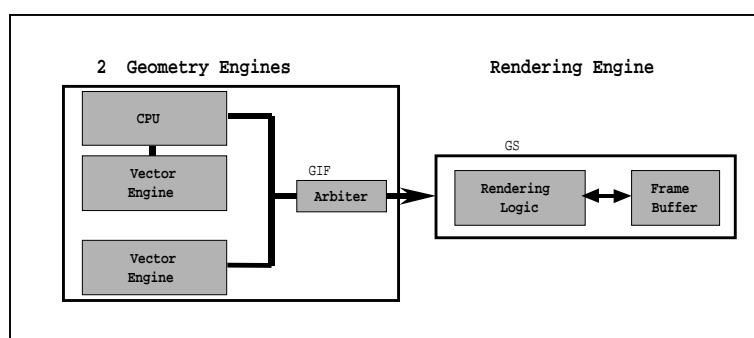 2 Geometry Engines
Rendering Engine
CPU
Vector
Engine
GIF
Arbiter
Vector
Engine
GS
Rendering
Logic
Frame
Buffer